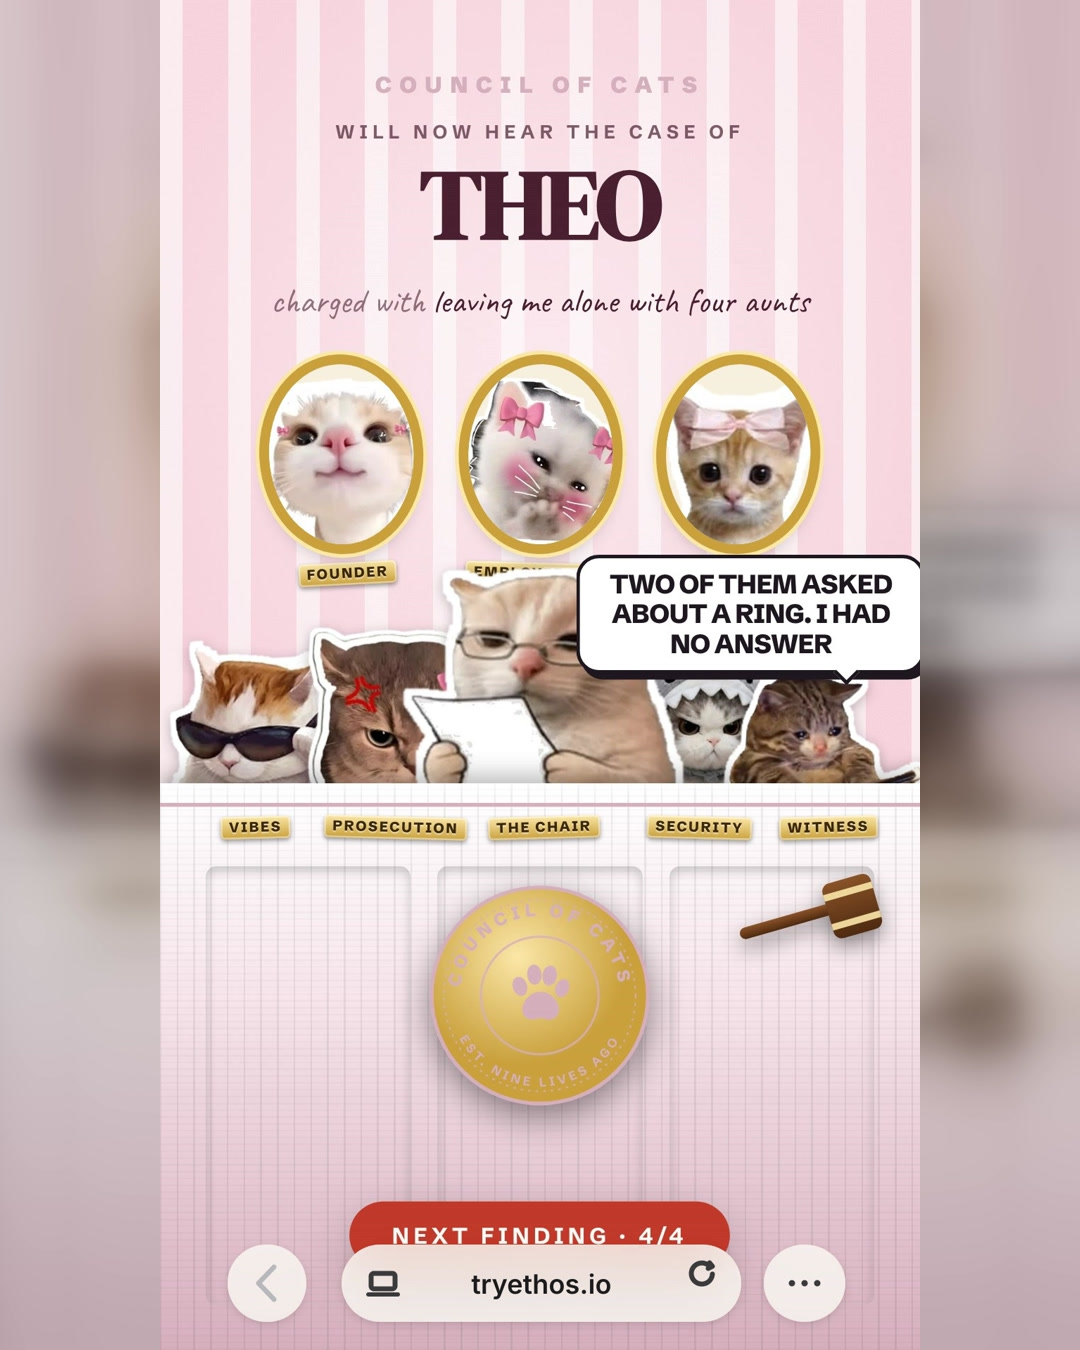 COUNCIL OF CATS
WILL NOW HEAR THE CASE OF
THEO
charged with leaving me alone with four aunts
FOUNDER
TWO OF THEM ASKED
ABOUT A RING. I HAD
NO ANSWER
VIBES
PROSECUTION
THE CHAIR
SECURITY
WITNESS
COUNCIL OF CATS
EST. NINE LIVES AGO
NEXT FINDING · 4/4
tryethos.io